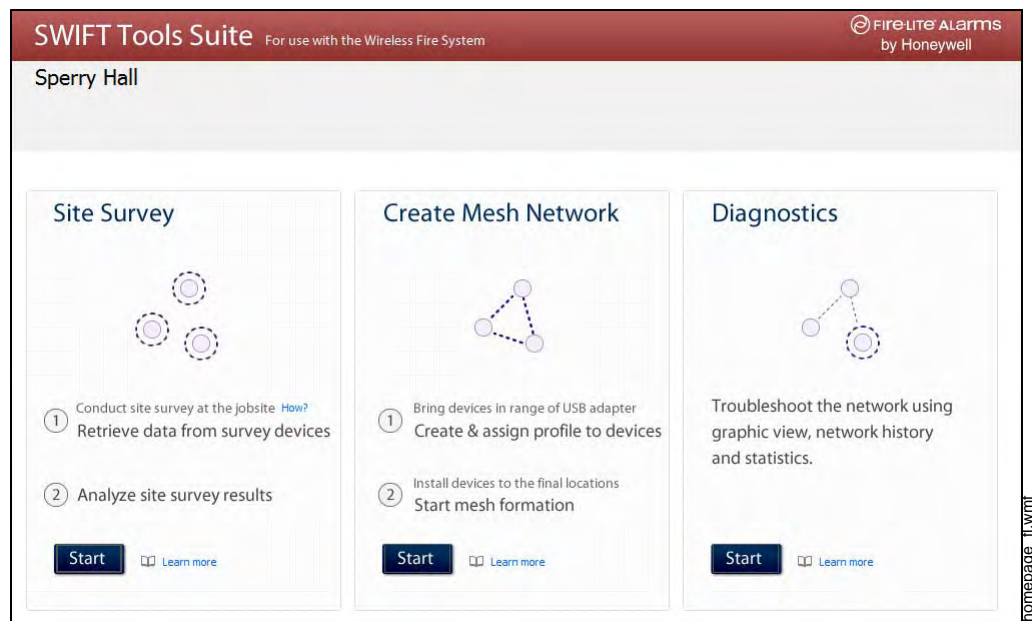 SWIFT Tools Suite For use with the Wireless Fire System
FIRE·LITE ALARMS
by Honeywell
Sperry Hall
Site Survey
1 Conduct site survey at the jobsite How?
Retrieve data from survey devices
2 Analyze site survey results
Start Learn more
Create Mesh Network
1 Bring devices in range of USB adapter
Create & assign profile to devices
2 Install devices to the final locations
Start mesh formation
Start Learn more
Diagnostics
Troubleshoot the network using
graphic view, network history
and statistics.
Start Learn more
homepage_fl.wmf